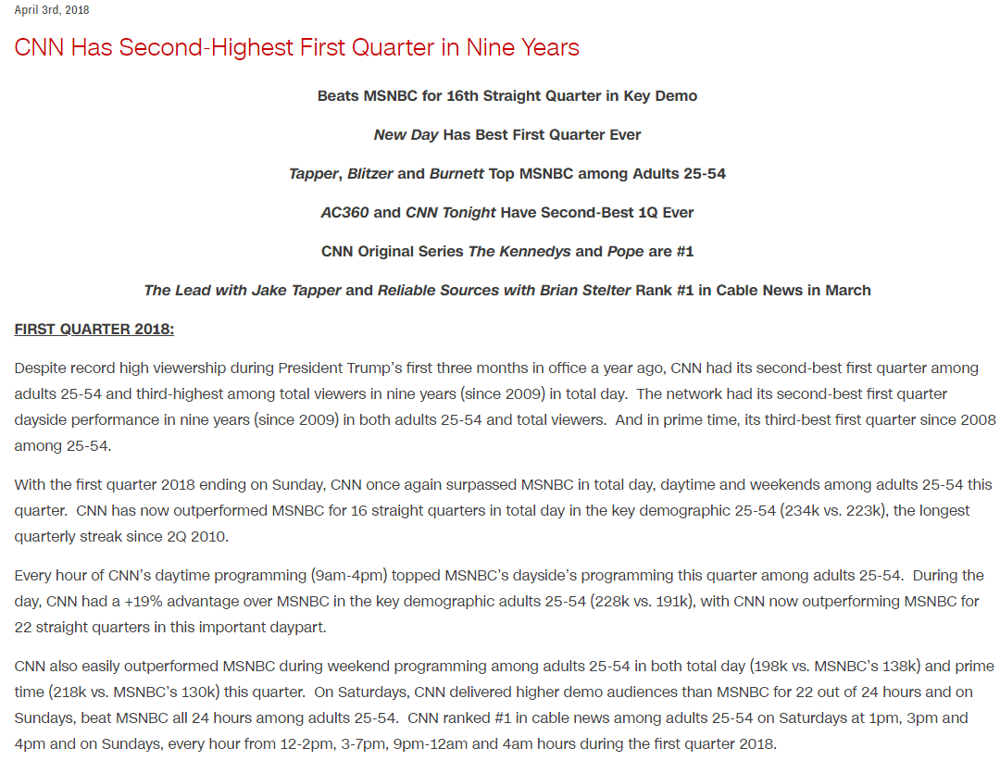 April 3rd, 2018
CNN Has Second-Highest First Quarter in Nine Years
Beats MSNBC for 16th Straight Quarter in Key Demo
New Day Has Best First Quarter Ever
Tapper, Blitzer and Burnett Top MSNBC among Adults 25-54
AC360 and CNN Tonight Have Second-Best 1Q Ever
CNN Original Series The Kennedys and Pope are #1
The Lead with Jake Tapper and Reliable Sources with Brian Stelter Rank #1 in Cable News in March
FIRST QUARTER 2018:
Despite record high viewership during President Trump’s first three months in office a year ago, CNN had its second-best first quarter among
adults 25-54 and third-highest among total viewers in nine years (since 2009) in total day.  The network had its second-best first quarter
dayside performance in nine years (since 2009) in both adults 25-54 and total viewers.  And in prime time, its third-best first quarter since 2008
among 25-54.
With the first quarter 2018 ending on Sunday, CNN once again surpassed MSNBC in total day, daytime and weekends among adults 25-54 this
quarter.  CNN has now outperformed MSNBC for 16 straight quarters in total day in the key demographic 25-54 (234k vs. 223k), the longest
quarterly streak since 2Q 2010.
Every hour of CNN’s daytime programming (9am-4pm) topped MSNBC’s dayside’s programming this quarter among adults 25-54.  During the
day, CNN had a +19% advantage over MSNBC in the key demographic adults 25-54 (228k vs. 191k), with CNN now outperforming MSNBC for
22 straight quarters in this important daypart.
CNN also easily outperformed MSNBC during weekend programming among adults 25-54 in both total day (198k vs. MSNBC’s 138k) and prime
time (218k vs. MSNBC’s 130k) this quarter.  On Saturdays, CNN delivered higher demo audiences than MSNBC for 22 out of 24 hours and on
Sundays, beat MSNBC all 24 hours among adults 25-54.  CNN ranked #1 in cable news among adults 25-54 on Saturdays at 1pm, 3pm and
4pm and on Sundays, every hour from 12-2pm, 3-7pm, 9pm-12am and 4am hours during the first quarter 2018.